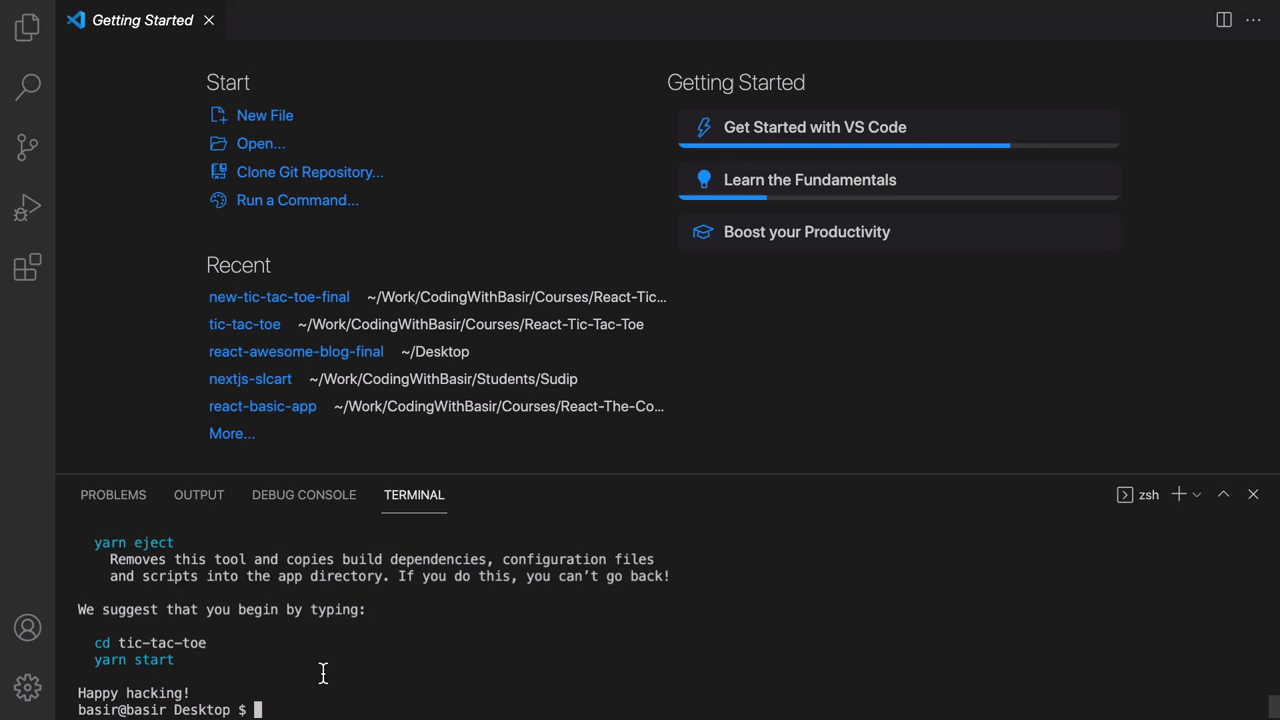 Getting Started
Start
New File
Open...
Clone Git Repository...
Run a Command...
Recent
new-tic-tac-toe-final ~/Work/CodingWithBasir/Courses/React-Tic...
tic-tac-toe ~/Work/CodingWithBasir/Courses/React-Tic-Tac-Toe
react-awesome-blog-final ~/Desktop
nextjs-slcart ~/Work/CodingWithBasir/Students/Sudip
react-basic-app ~/Work/CodingWithBasir/Courses/React-The-Co...
More...
Getting Started
Get Started with VS Code
Learn the Fundamentals
Boost your Productivity
PROBLEMS OUTPUT DEBUG CONSOLE TERMINAL zsh
yarn eject
Removes this tool and copies build dependencies, configuration files
and scripts into the app directory. If you do this, you can’t go back!
We suggest that you begin by typing:
cd tic-tac-toe
yarn start
Happy hacking!
basir@basir Desktop $